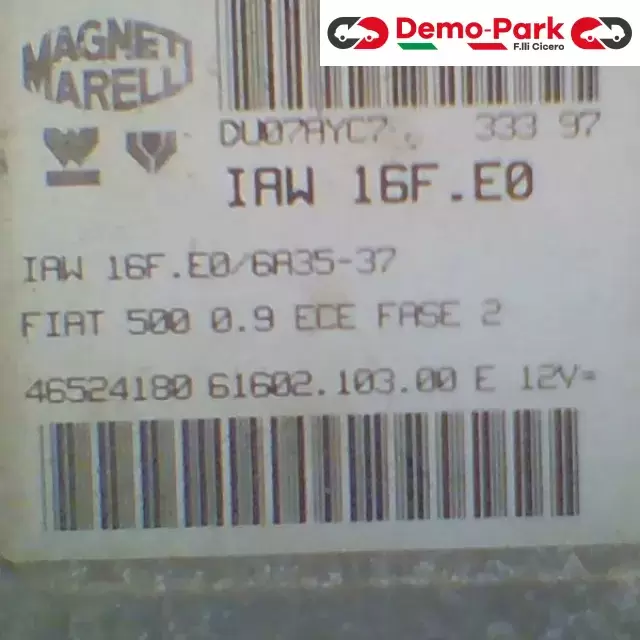 Demo-Park
F.lli Cicero
MAGNETI
MARELLI
DU07AYC7 333 97
IAW 16F.E0
IAW 16F.E0/6A35-37
FIAT 500 0.9 ECE FASE 2
46524180 61602.103.00 E 12V=